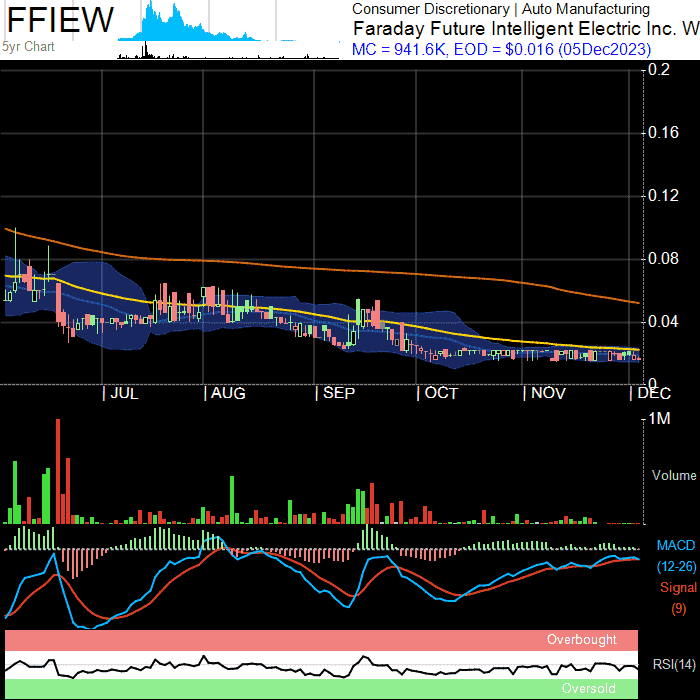 FFIEW
5yr Chart
Consumer Discretionary | Auto Manufacturing
Faraday Future Intelligent Electric Inc. W
MC = 941.6K, EOD = $0.016 (05Dec2023)
0.2
0.16
0.12
0.08
0.04
0
JUL AUG SEP OCT NOV DEC
1M
Volume
MACD
(12-26)
Signal
(9)
Overbought
RSI(14)
Oversold